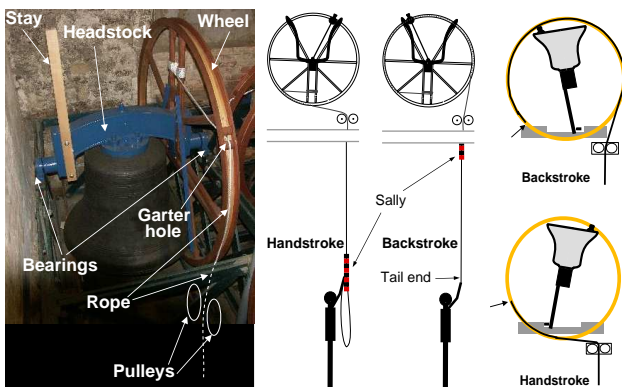 Stay
Headstock
Wheel
Garter
hole
Bearings
Rope
Pulleys
Handstroke
Sally
Backstroke
Tail end
Backstroke
Handstroke